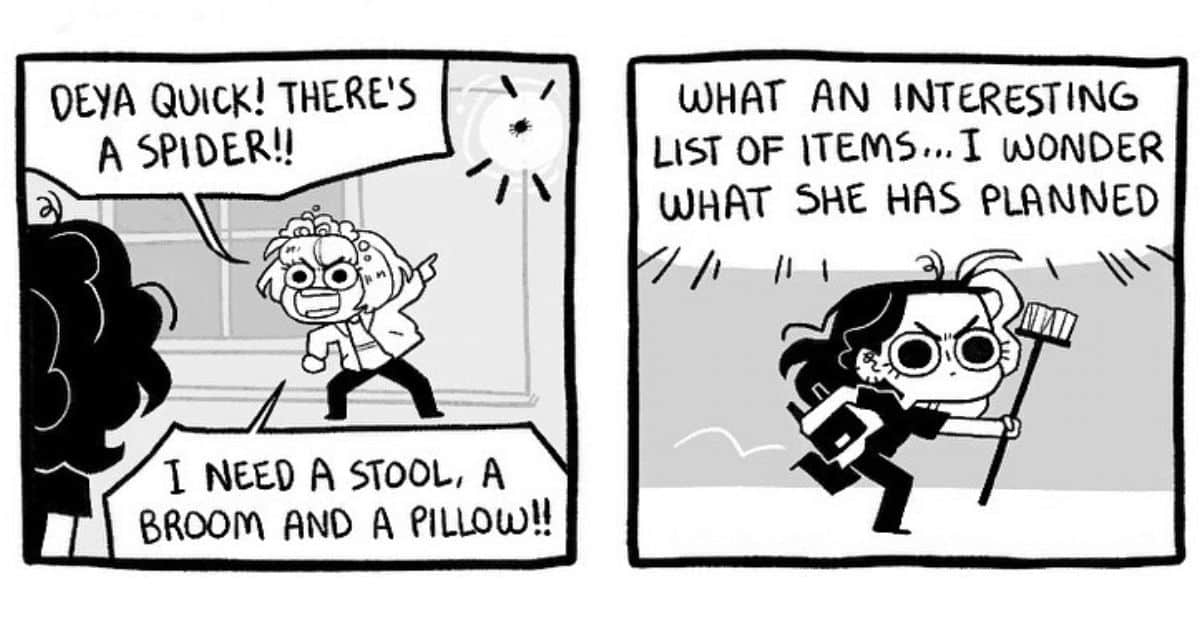 DEYA QUICK! THERE'S
A SPIDER!!
I NEED A STOOL, A
BROOM AND A PILLOW!!
WHAT AN INTERESTING
LIST OF ITEMS...I WONDER
WHAT SHE HAS PLANNED